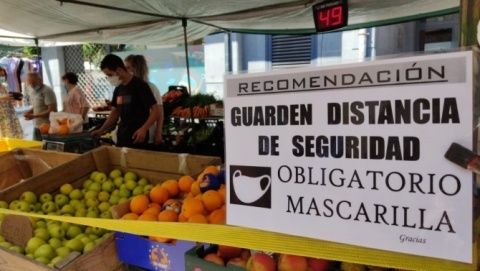 49
RECOMENDACIÓN
GUARDEN DISTANCIA
DE SEGURIDAD
OBLIGATORIO
MASCARILLA
Gracias